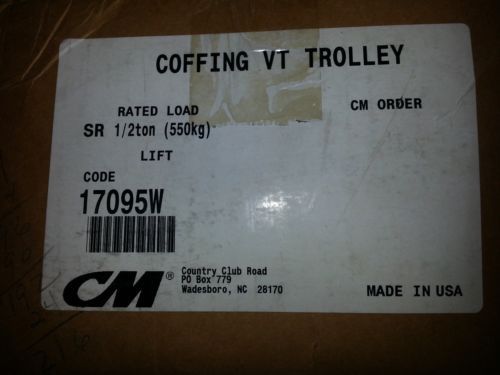 COFFING VT TROLLEY
RATED LOAD
CM ORDER
SR 1/2ton (550kg)
LIFT
CODE
17095W
CM®
Country Club Road
PO Box 779
Wadesboro, NC 28170
MADE IN USA